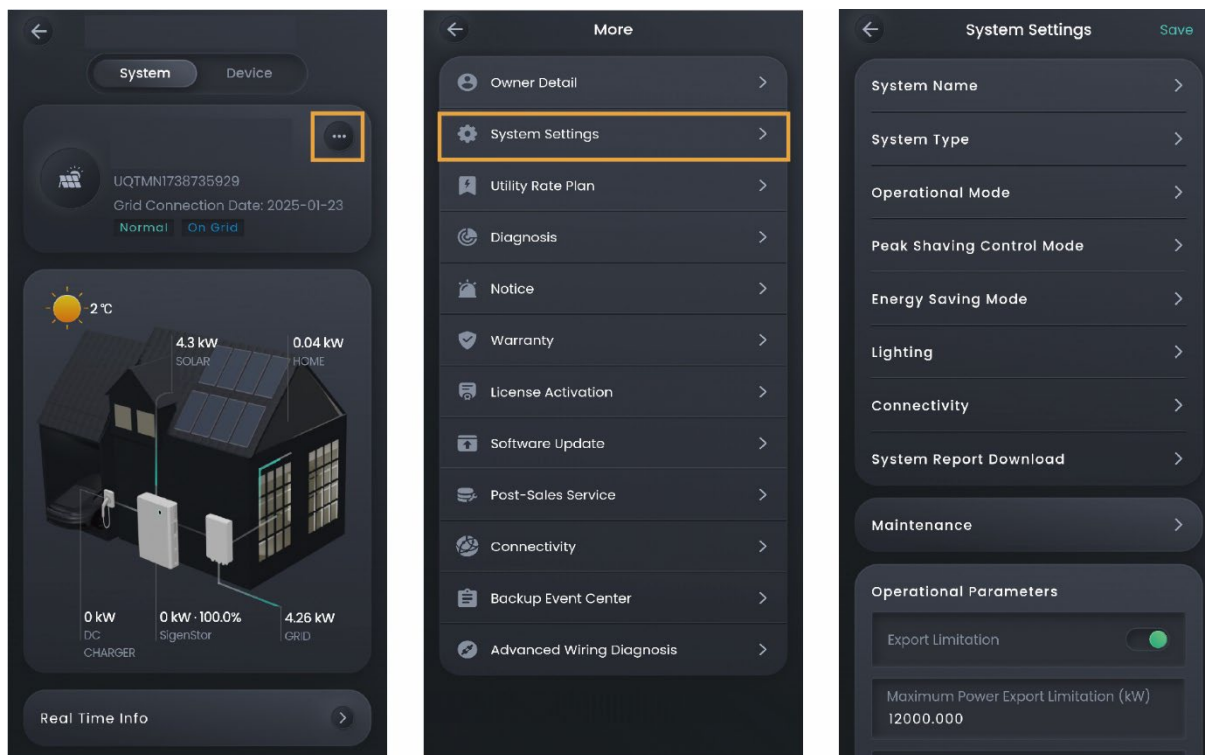 System
Device
UQTMN1738735929
Grid Connection Date: 2025-01-23
Normal On Grid
-2 °C
4.3 kW
SOLAR
0.04 kW
HOME
0 kW
DC
CHARGER
0 kW · 100.0%
SigenStor
4.26 kW
GRID
Real Time Info
More
Owner Detail
System Settings
Utility Rate Plan
Diagnosis
Notice
Warranty
License Activation
Software Update
Post-Sales Service
Connectivity
Backup Event Center
Advanced Wiring Diagnosis
System Settings
Save
System Name
System Type
Operational Mode
Peak Shaving Control Mode
Energy Saving Mode
Lighting
Connectivity
System Report Download
Maintenance
Operational Parameters
Export Limitation
Maximum Power Export Limitation (kW)
12000.000